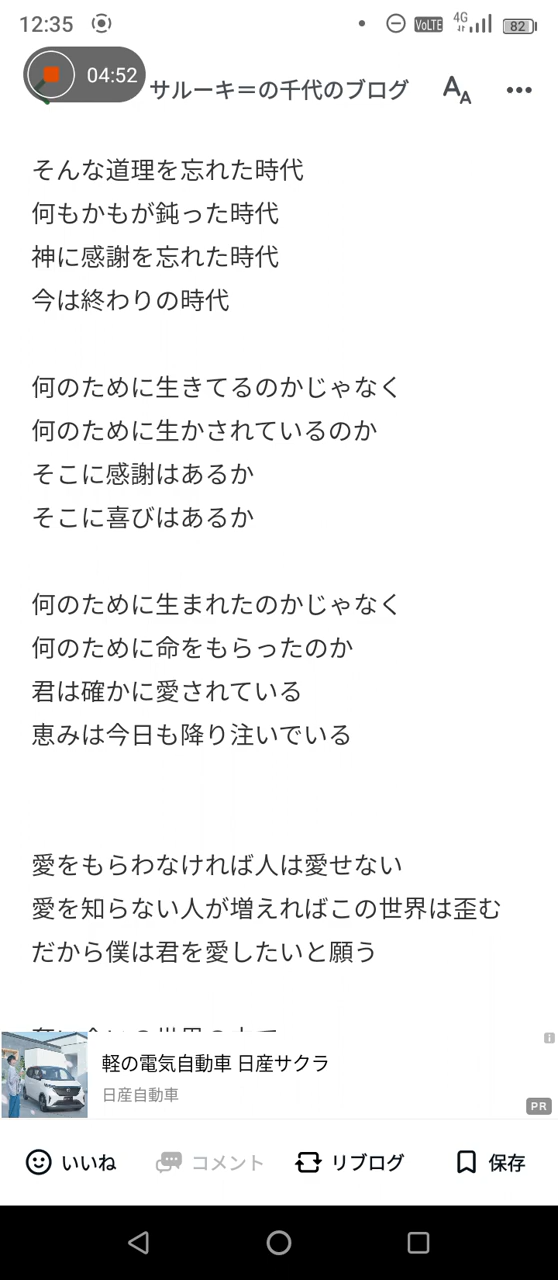 12:35
VoLTE
4G
82
04:52
サルーキ＝の千代のブログ
AA
そんな道理を忘れた時代
何もかもが鈍った時代
神に感謝を忘れた時代
今は終わりの時代
何のために生きてるのかじゃなく
何のために生かされているのか
そこに感謝はあるか
そこに喜びはあるか
何のために生まれたのかじゃなく
何のために命をもらったのか
君は確かに愛されている
恵みは今日も降り注いでいる
愛をもらわなければ人は愛せない
愛を知らない人が増えればこの世界は歪む
だから僕は君を愛したいと願う
軽の電気自動車 日産サクラ
日産自動車
PR
いいね
コメント
リブログ
保存